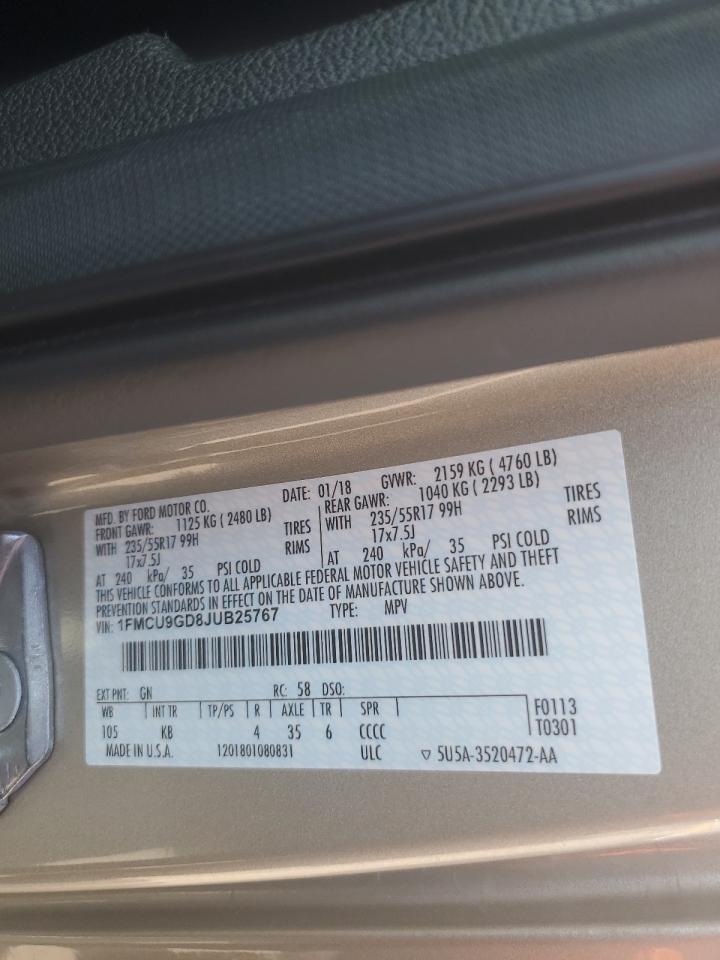 MFD. BY FORD MOTOR CO. DATE: 01/18 GVWR: 2159 KG ( 4760 LB)
FRONT GAWR: 1125 KG ( 2480 LB) REAR GAWR: 1040 KG ( 2293 LB)
WITH 235/55R17 99H TIRES WITH 235/55R17 99H TIRES
17x7.5J RIMS 17x7.5J RIMS
AT 240 kPa/ 35 PSI COLD AT 240 kPa/ 35 PSI COLD
THIS VEHICLE CONFORMS TO ALL APPLICABLE FEDERAL MOTOR VEHICLE SAFETY AND THEFT
PREVENTION STANDARDS IN EFFECT ON THE DATE OF MANUFACTURE SHOWN ABOVE.
VIN: 1FMCU9GD8JUB25767 TYPE: MPV
EXT PNT: GN RC: 58 DSO:
WB INT TR TP/PS R AXLE TR SPR F0113
105 KB 4 35 6 CCCC T0301
MADE IN U.S.A. 1201801080831 ULC ▽ 5U5A-3520472-AA